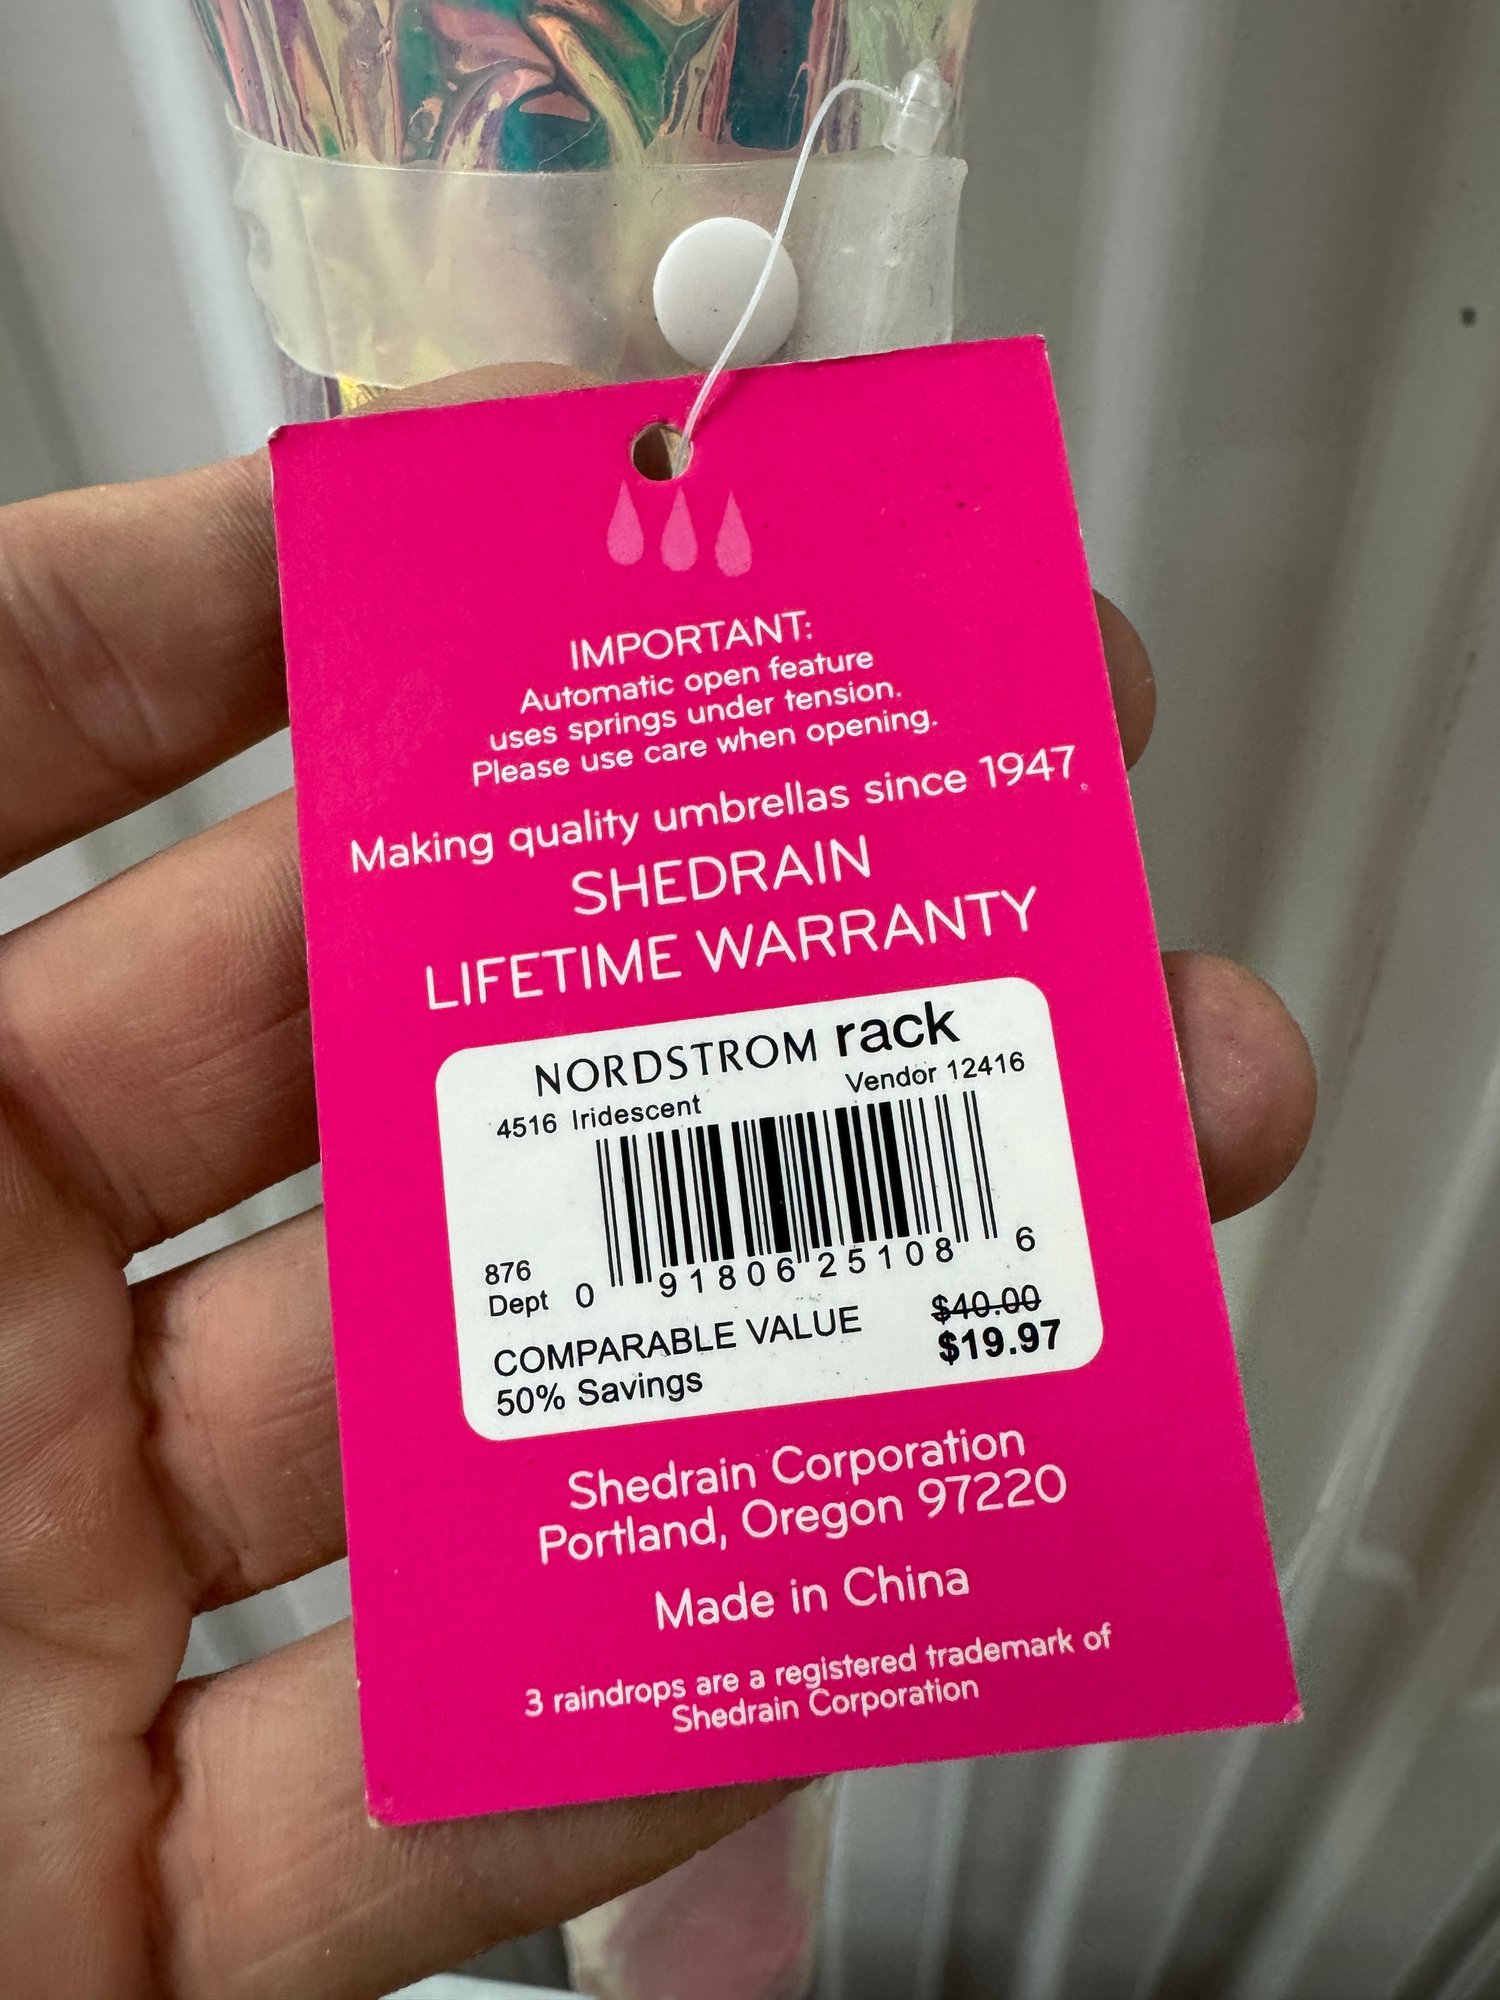 IMPORTANT:
Automatic open feature
uses springs under tension.
Please use care when opening.
Making quality umbrellas since 1947
SHEDRAIN
LIFETIME WARRANTY
NORDSTROM rack
4516 Iridescent Vendor 12416
876
Dept
0 91806 25108 6
COMPARABLE VALUE $40.00
50% Savings $19.97
Shedrain Corporation
Portland, Oregon 97220
Made in China
3 raindrops are a registered trademark of
Shedrain Corporation